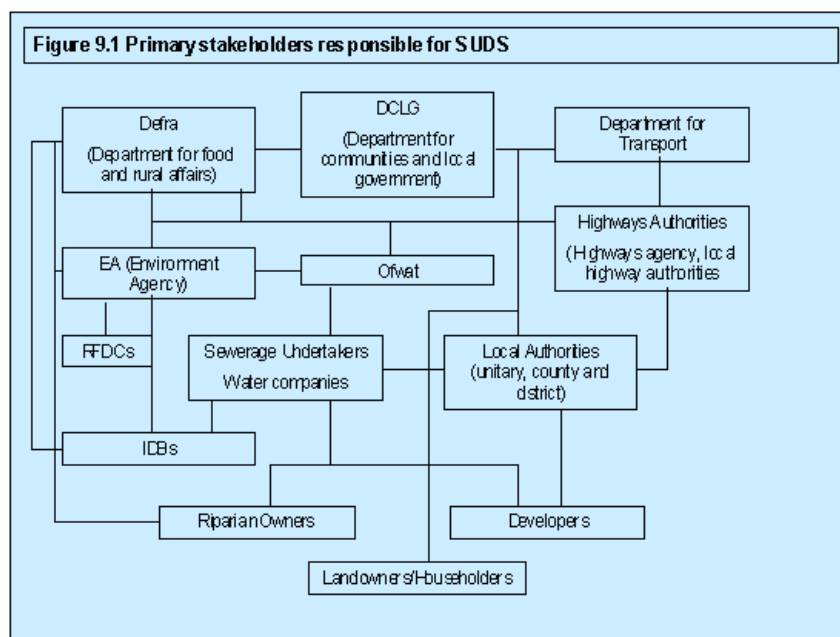 Figure 9.1 Primary stakeholders responsible for SUDS
Defra
(Department for food
and rural affairs)
DCLG
(Department for
communities and local
government)
Department for
Transport
Highways Authorities
(Highways agency, local
highway authorities
EA (Environment
Agency)
Ofwat
RFDCs
Sewerage Undertakers
Water companies
Local Authorities
(unitary, county and
district)
IDBs
Riparian Owners
Developers
Landowners/Householders